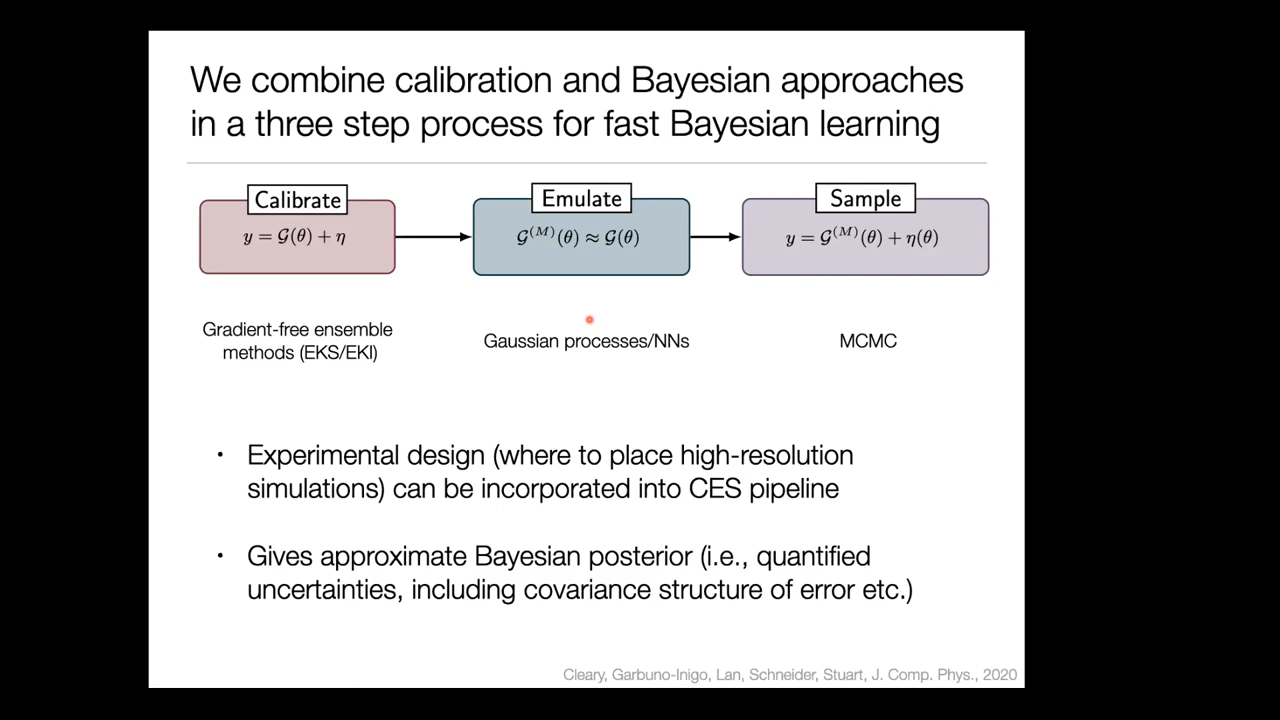 We combine calibration and Bayesian approaches
in a three step process for fast Bayesian learning
Calibrate
y = 𝒢(θ) + η
Emulate
𝒢^(M)(θ) ≈ 𝒢(θ)
Sample
y = 𝒢^(M)(θ) + η(θ)
Gradient-free ensemble
methods (EKS/EKI)
Gaussian processes/NNs
MCMC
• Experimental design (where to place high-resolution
simulations) can be incorporated into CES pipeline
• Gives approximate Bayesian posterior (i.e., quantified
uncertainties, including covariance structure of error etc.)
Cleary, Garbuno-Inigo, Lan, Schneider, Stuart, J. Comp. Phys., 2020